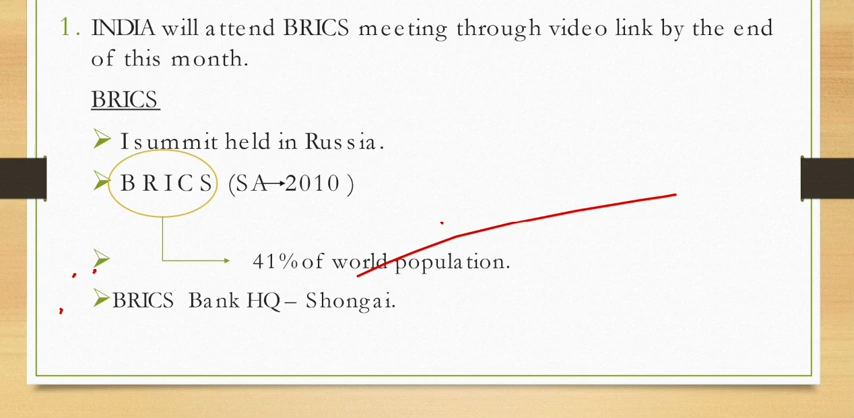 1. INDIA will attend BRICS meeting through video link by the end
of this month.
BRICS
I summit held in Russia.
BRICS (SA→2010)
41% of world population.
BRICS Bank HQ – Shongai.